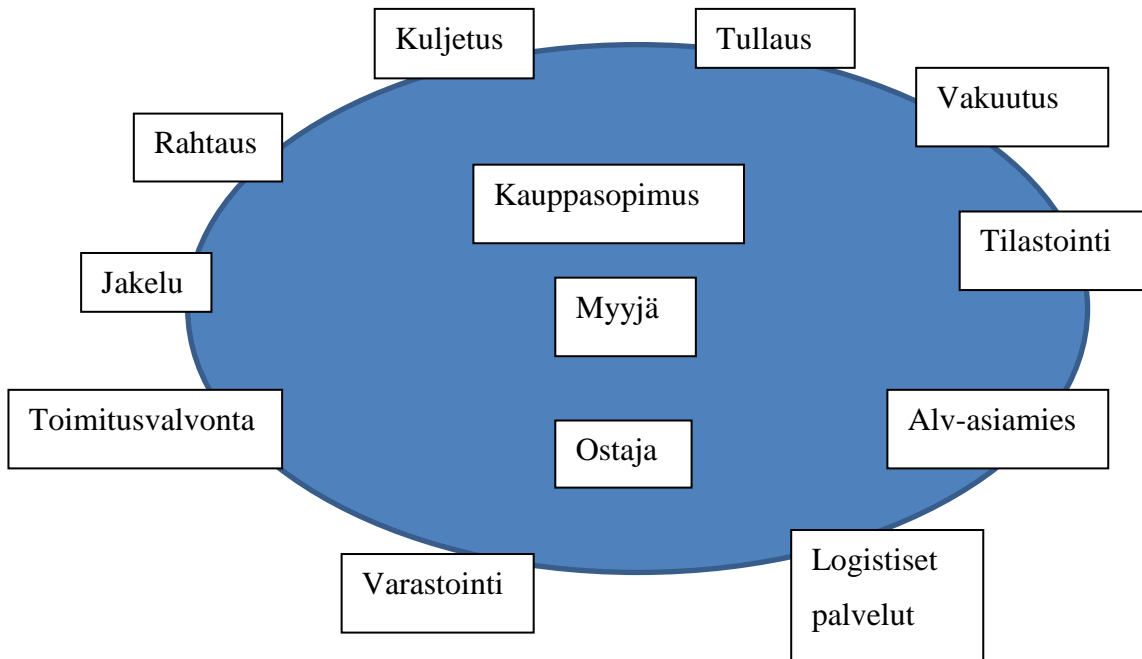 Kuljetus
Tullaus
Vakuutus
Rahtaus
Kauppasopimus
Tilastointi
Jakelu
Myyjä
Toimitusvalvonta
Alv-asiamies
Ostaja
Varastointi
Logistiset
palvelut